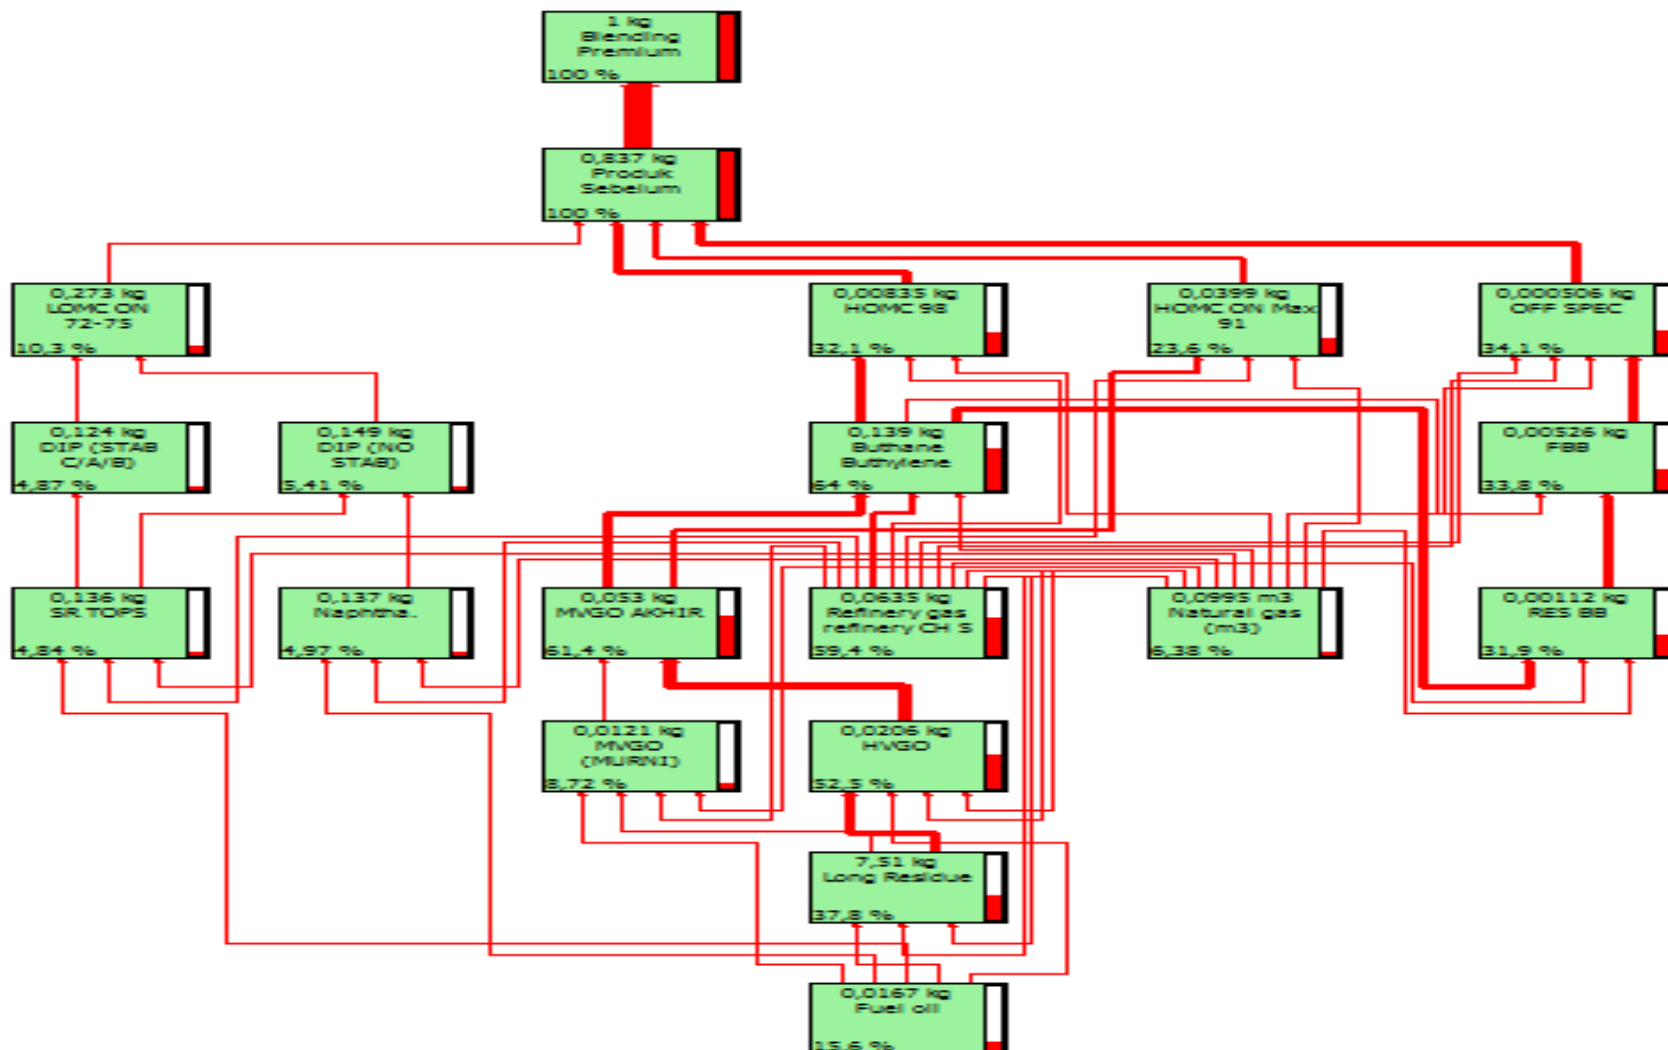 1 kg
Blending
Premium
100 %
0,837 kg
Produk
Sebelum
100 %
0,273 kg
LOMC ON
72-75
10,3 %
0,00835 kg
HOMC 98
32,1 %
0,0399 kg
HOMC ON Max
91
23,6 %
0,000506 kg
OFF SPEC
34,1 %
0,124 kg
DIP (STAB
C/A/B)
4,87 %
0,149 kg
DIP (NO
STAB)
5,41 %
0,139 kg
Buthane
Buthylene
64 %
0,00526 kg
FBB
33,8 %
0,136 kg
SR TOPS
4,84 %
0,137 kg
Naphtha.
4,97 %
0,053 kg
MVGO AKHIR
61,4 %
0,0635 kg
Refinery gas
refinery CH S
59,4 %
0,0995 m3
Natural gas
(m3)
6,38 %
0,00112 kg
RES BB
31,9 %
0,0121 kg
MVGO
(MURNI)
8,72 %
0,0206 kg
HVGO
52,5 %
7,51 kg
Long Residue
37,8 %
0,0167 kg
Fuel oil
15,6 %